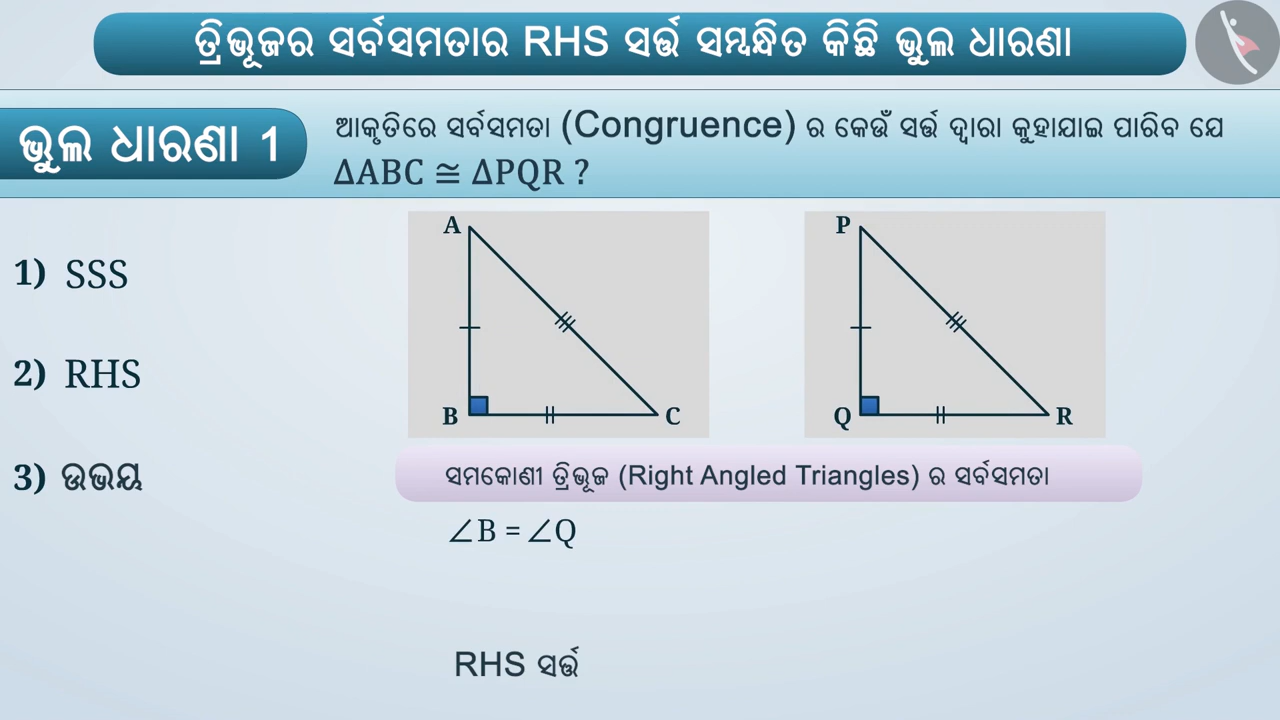 ତ୍ରିଭୂଜର ସର୍ବସମତାର RHS ସର୍ତ୍ତ ସମ୍ବନ୍ଧିତ କିଛି ଭୁଲ ଧାରଣା
ଭୁଲ ଧାରଣା 1
ଆକୃତିରେ ସର୍ବସମତା (Congruence) ର କେଉଁ ସର୍ତ୍ତ ଦ୍ୱାରା କୁହାଯାଇ ପାରିବ ଯେ
ΔABC ≅ ΔPQR ?
1) SSS
2) RHS
3) ଉଭୟ
A
B
C
P
Q
R
ସମକୋଣୀ ତ୍ରିଭୂଜ (Right Angled Triangles) ର ସର୍ବସମତା
∠B = ∠Q
RHS ସର୍ତ୍ତ